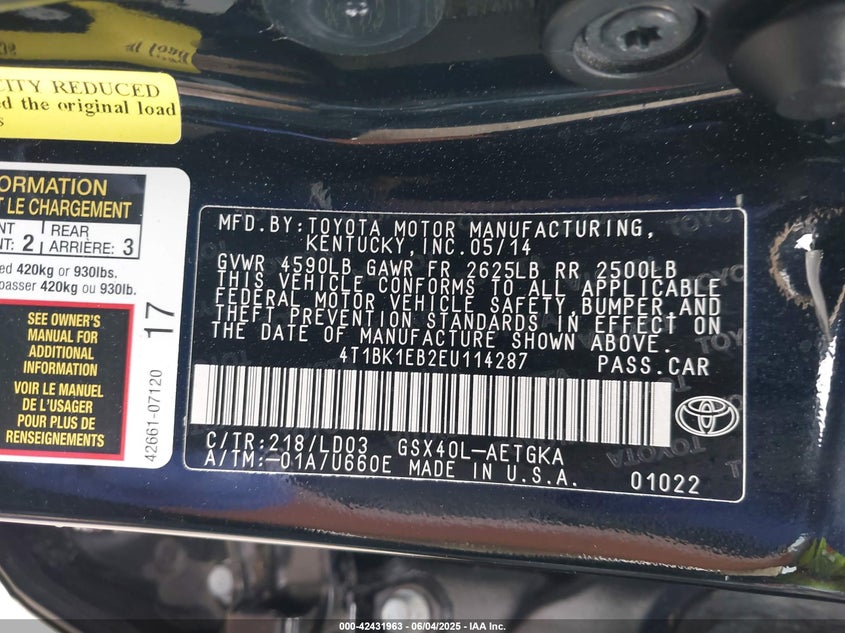 CITY REDUCED
ed the original load
s
ORMATION
T LE CHARGEMENT
NT: 2 REAR
ARRIÈRE: 3
ed 420kg or 930lbs.
passer 420kg ou 930lb.
SEE OWNER'S
MANUAL FOR
ADDITIONAL
INFORMATION
VOIR LE MANUEL
DE L'USAGER
POUR PLUS DE
RENSEIGNEMENTS
17
42661-07120
MFD.BY:TOYOTA MOTOR MANUFACTURING,
KENTUCKY,INC.05/14
GVWR 4590LB GAWR FR 2625LB RR 2500LB
THIS VEHICLE CONFORMS TO ALL APPLICABLE
FEDERAL MOTOR VEHICLE SAFETY,BUMPER,AND
THEFT PREVENTION STANDARDS IN EFFECT ON
THE DATE OF MANUFACTURE SHOWN ABOVE.
4T1BK1EB2EU114287 PASS.CAR
C/TR:218/LD03 GSX40L-AETGKA
A/TM:-01A/U660E MADE IN U.S.A. 01022
TOYOTA
000-42431963 - 06/04/2025 - IAA Inc.